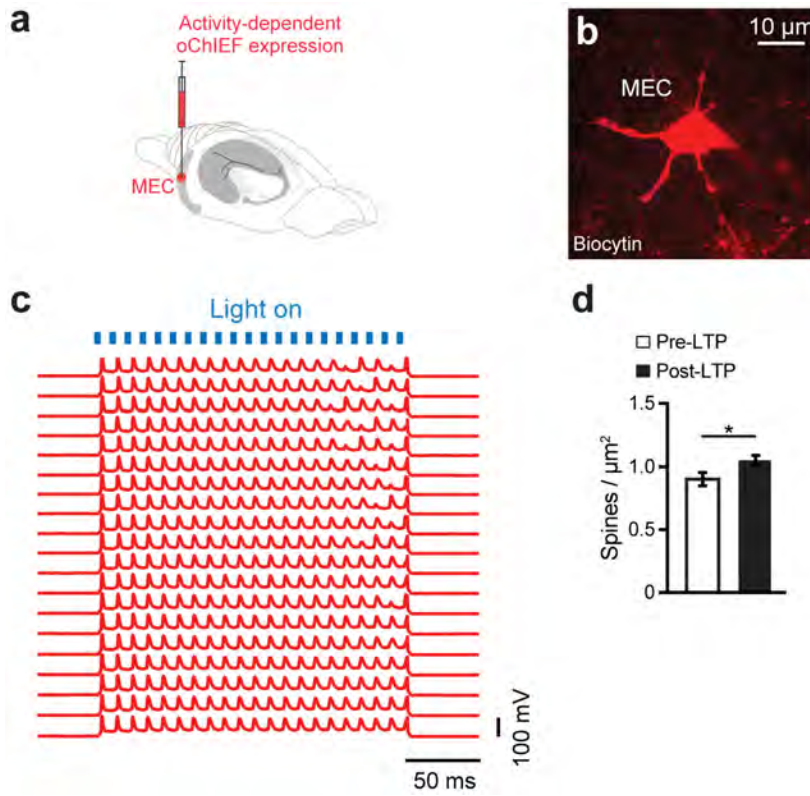 a
Activity-dependent
oChIEF expression
MEC
b
10 µm
MEC
Biocytin
c
Light on
100 mV
50 ms
d
Pre-LTP
Post-LTP
*
1.5
1.0
0.5
0
Spines / µm²